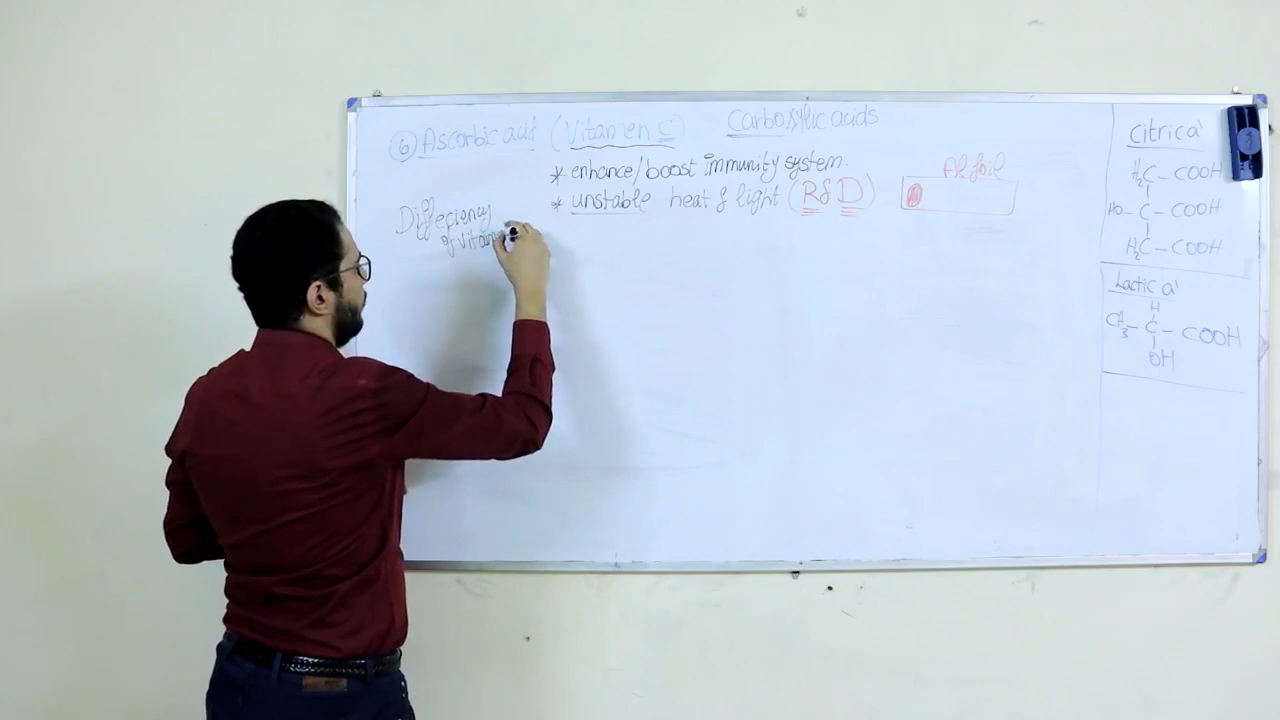 Carboxylic acids
⑥ Ascorbic acid (Vitamen C)
* enhance/boost immunity system.
* unstable heat & light (R & D)
Al foil
Diffeciency
of vitam
Citric a'
H₂C - COOH
HO - C - COOH
H₂C - COOH
Lactic a'
H
CH₃ - C - COOH
OH